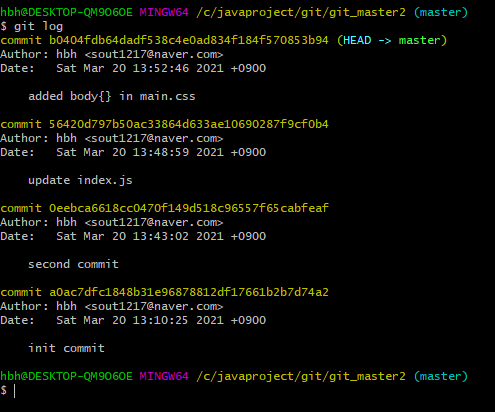 hbh@DESKTOP-QM9O6OE MINGW64 /c/javaproject/git/git_master2 (master)
$ git log
commit b0404fdb64dadf538c4e0ad834f184f570853b94 (HEAD -> master)
Author: hbh <sout1217@naver.com>
Date:   Sat Mar 20 13:52:46 2021 +0900
    added body{} in main.css
commit 56420d797b50ac33864d633ae10690287f9cf0b4
Author: hbh <sout1217@naver.com>
Date:   Sat Mar 20 13:48:59 2021 +0900
    update index.js
commit 0eebca6618cc0470f149d518c96557f65cabfeaf
Author: hbh <sout1217@naver.com>
Date:   Sat Mar 20 13:43:02 2021 +0900
    second commit
commit a0ac7dfc1848b31e96878812df17661b2b7d74a2
Author: hbh <sout1217@naver.com>
Date:   Sat Mar 20 13:10:25 2021 +0900
    init commit
hbh@DESKTOP-QM9O6OE MINGW64 /c/javaproject/git/git_master2 (master)
$